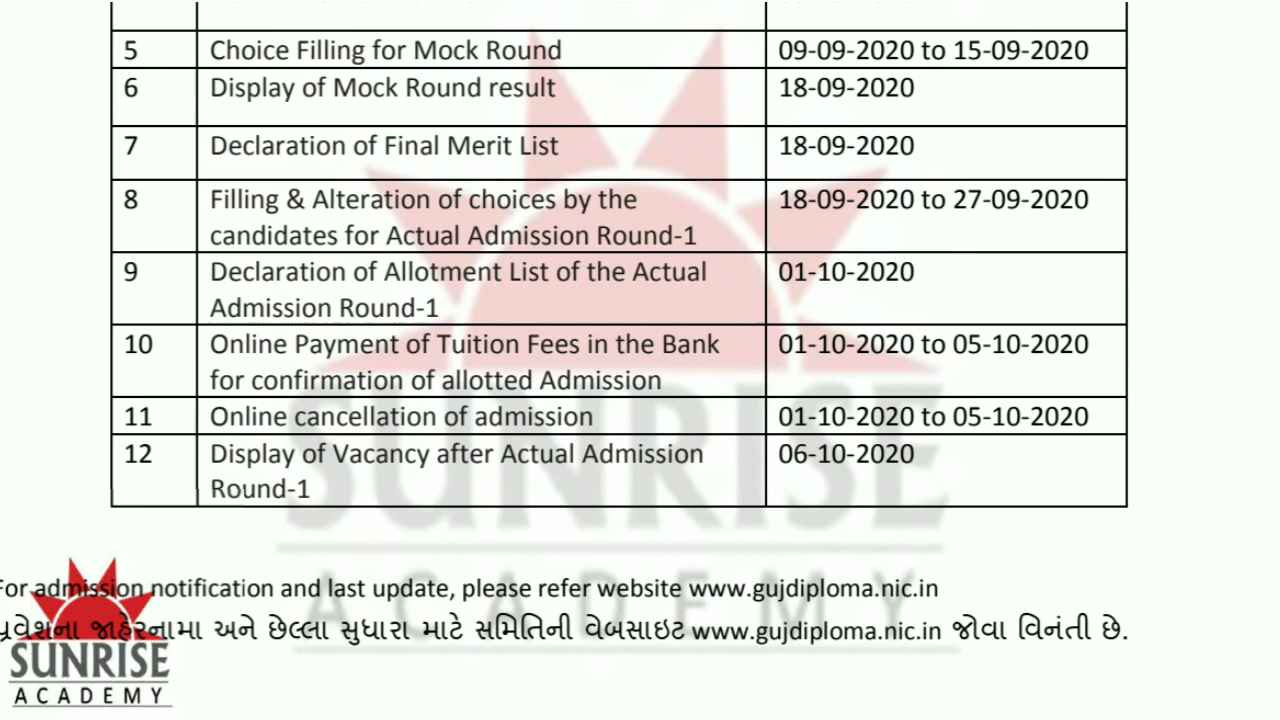 5 Choice Filling for Mock Round 09-09-2020 to 15-09-2020
6 Display of Mock Round result 18-09-2020
7 Declaration of Final Merit List 18-09-2020
8 Filling & Alteration of choices by the 18-09-2020 to 27-09-2020
candidates for Actual Admission Round-1
9 Declaration of Allotment List of the Actual 01-10-2020
Admission Round-1
10 Online Payment of Tuition Fees in the Bank 01-10-2020 to 05-10-2020
for confirmation of allotted Admission
11 Online cancellation of admission 01-10-2020 to 05-10-2020
12 Display of Vacancy after Actual Admission 06-10-2020
Round-1
SUNRISE
ACADEMY
For admission notification and last update, please refer website www.gujdiploma.nic.in
પ્રવેશના જાહેરનામા અને છેલ્લા સુધારા માટે સમિતિની વેબસાઇટ www.gujdiploma.nic.in જોવા વિનંતી છે.
SUNRISE
ACADEMY